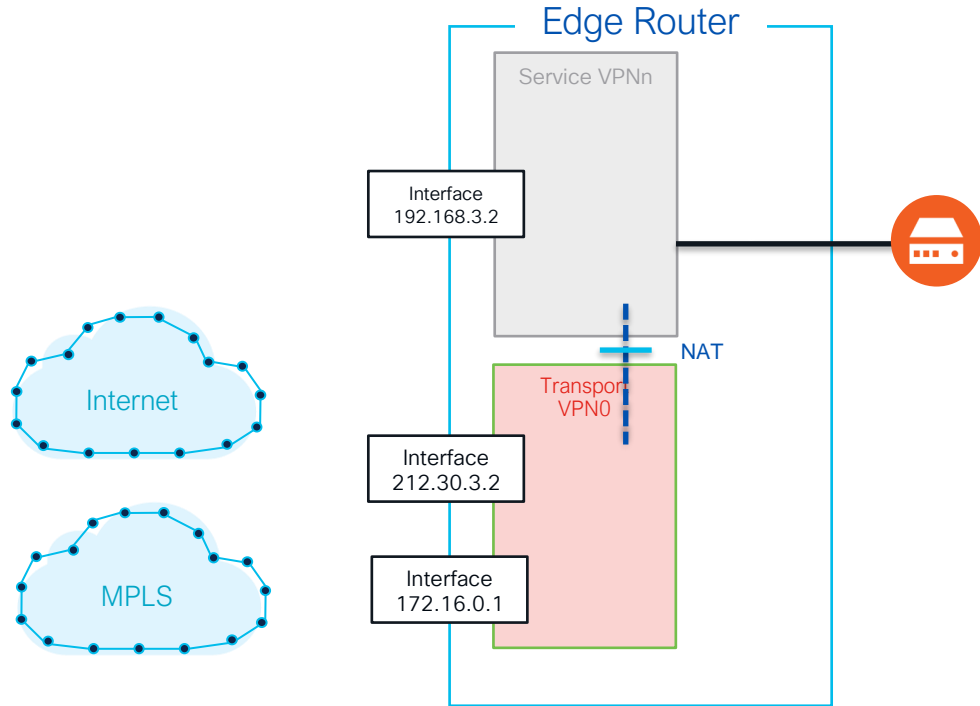 Edge Router
Service VPNn
Interface
192.168.3.2
NAT
Internet
Transport
VPN0
Interface
212.30.3.2
Interface
172.16.0.1
MPLS